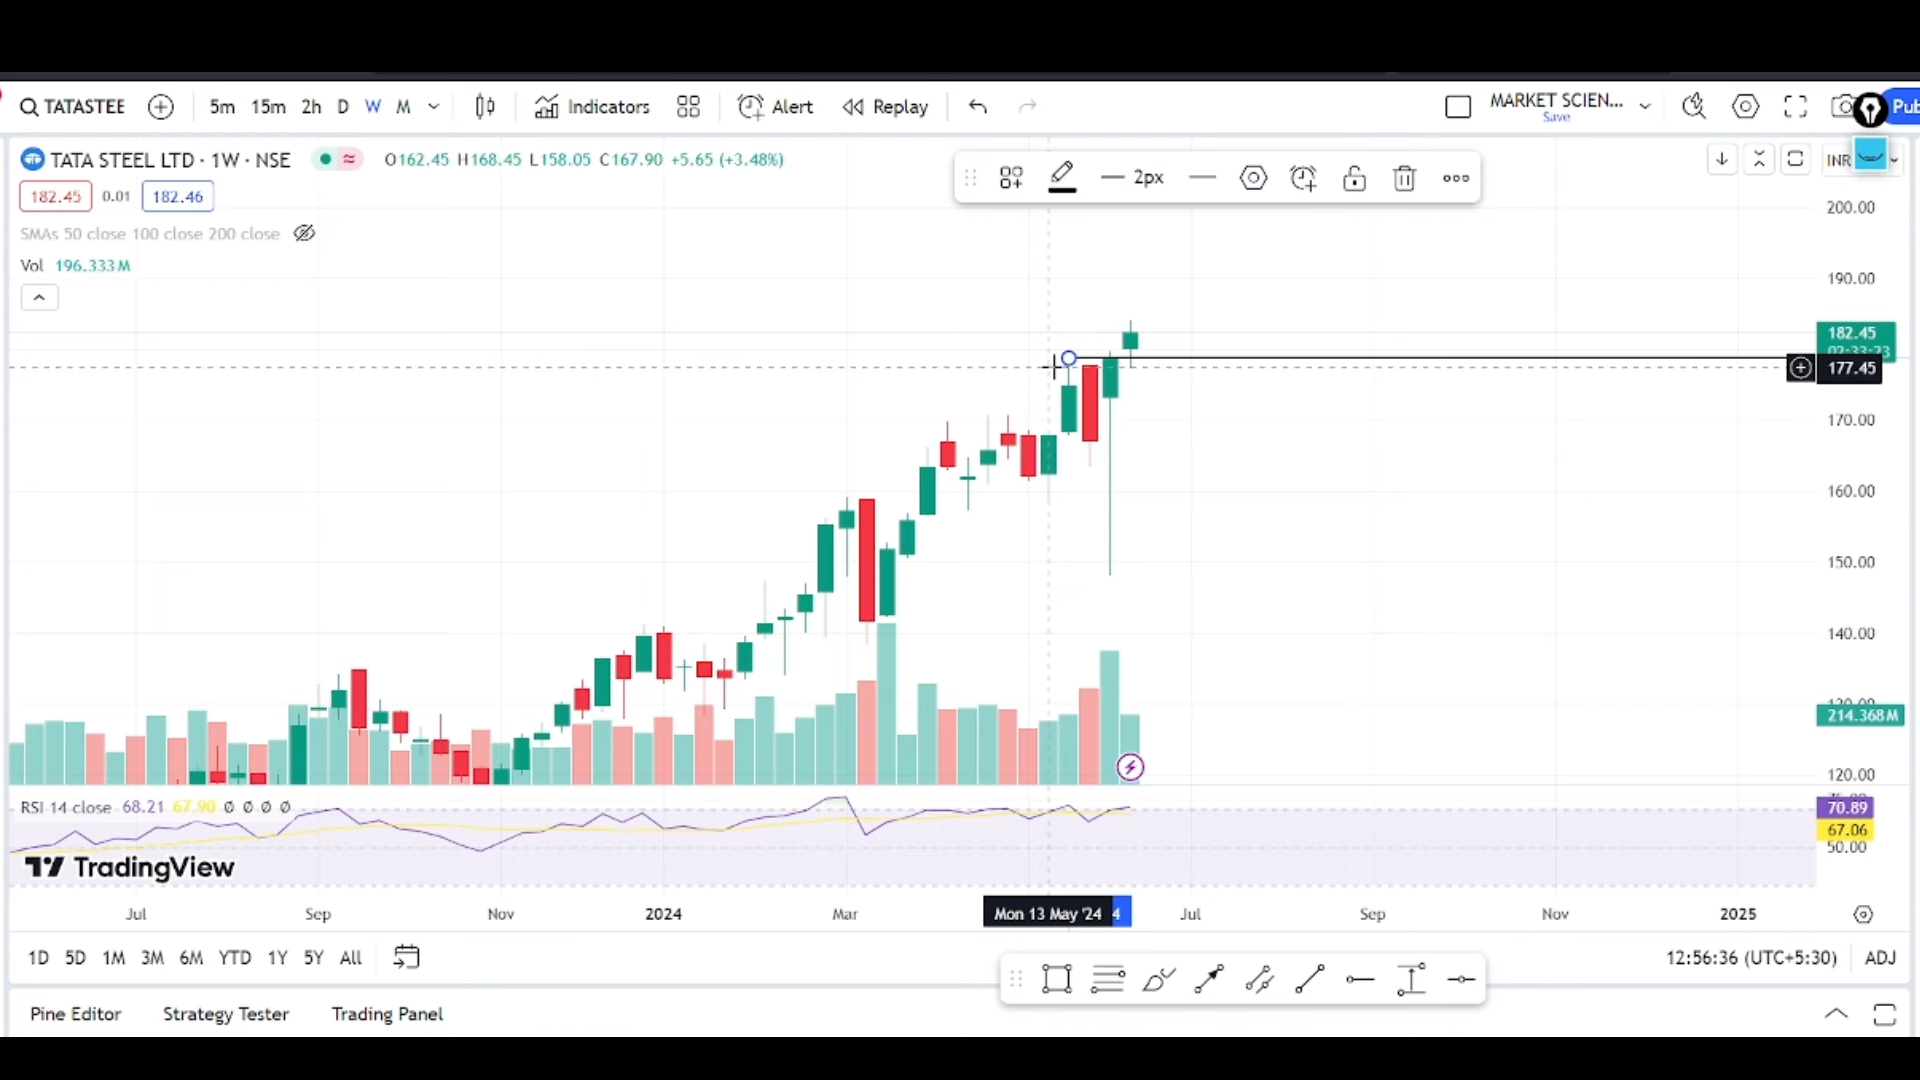 TATASTEE 5m 15m 2h D W M Indicators Alert Replay MARKET SCIEN... Save Pub
TATA STEEL LTD · 1W · NSE O162.45 H168.45 L158.05 C167.90 +5.65 (+3.48%) INR
182.45 0.01 182.46 2px
200.00
SMAs 50 close 100 close 200 close
Vol 196.333M
190.00
182.45
02:33:23
177.45
170.00
160.00
150.00
140.00
214.368M
120.00
RSI 14 close 68.21 67.90 Ø Ø Ø Ø 70.89
67.06
50.00
TradingView
Jul Sep Nov 2024 Mar Mon 13 May '24 4 Jul Sep Nov 2025
1D 5D 1M 3M 6M YTD 1Y 5Y All 12:56:36 (UTC+5:30) ADJ
Pine Editor Strategy Tester Trading Panel